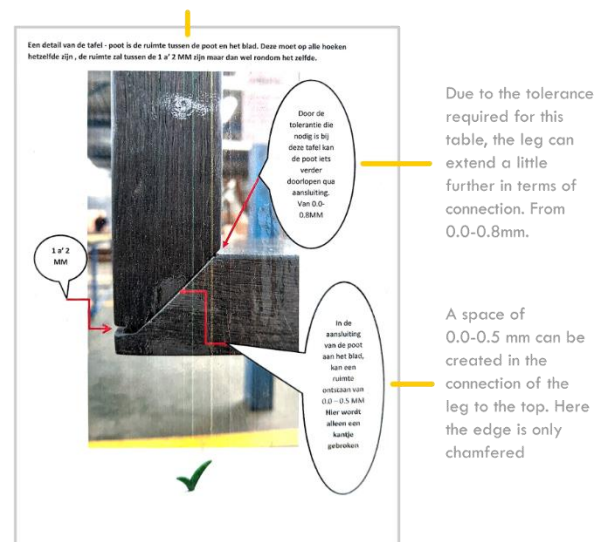 Een detail van de tafel - poot is de ruimte tussen de poot en het blad. Deze moet op alle hoeken
hetzelfde zijn , de ruimte zal tussen de 1 a’ 2 MM zijn maar dan wel rondom het zelfde.
Door de
tolerantie die
nodig is bij
deze tafel kan
de poot iets
verder
doorlopen qua
aansluiting.
Van 0.0-
0.8MM
Due to the tolerance
required for this
table, the leg can
extend a little
further in terms of
connection. From
0.0-0.8mm.
1 a’ 2
MM
In de
aansluiting
van de poot
aan het blad,
kan een
ruimte
ontstaan van
0.0 – 0.5 MM
Hier wordt
alleen een
kantje
gebroken
A space of
0.0-0.5 mm can be
created in the
connection of the
leg to the top. Here
the edge is only
chamfered